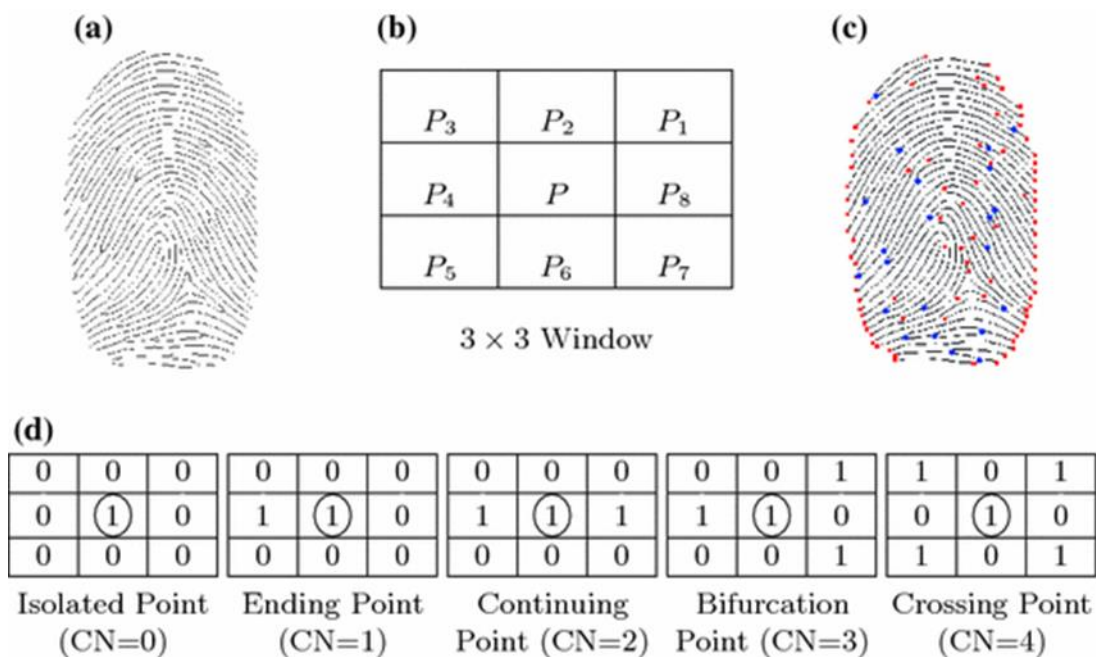 (a) (b) (c)
P₃ P₂ P₁
P₄ P P₈
P₅ P₆ P₇
3 × 3 Window
(d)
0 0 0 0 0 0 0 0 0 0 0 1 1 0 1
0 1 0 1 1 0 1 1 1 1 1 0 0 1 0
0 0 0 0 0 0 0 0 0 0 0 1 1 0 1
Isolated Point Ending Point Continuing Bifurcation Crossing Point
(CN=0) (CN=1) Point (CN=2) Point (CN=3) (CN=4)